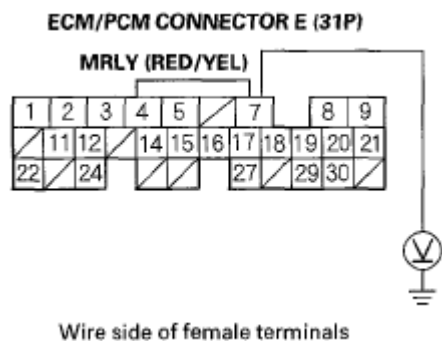 ECM/PCM CONNECTOR E (31P)
MRLY (RED/YEL)
1 2 3 4 5 7 8 9
11 12 14 15 16 17 18 19 20 21
22 24 27 29 30
V
Wire side of female terminals